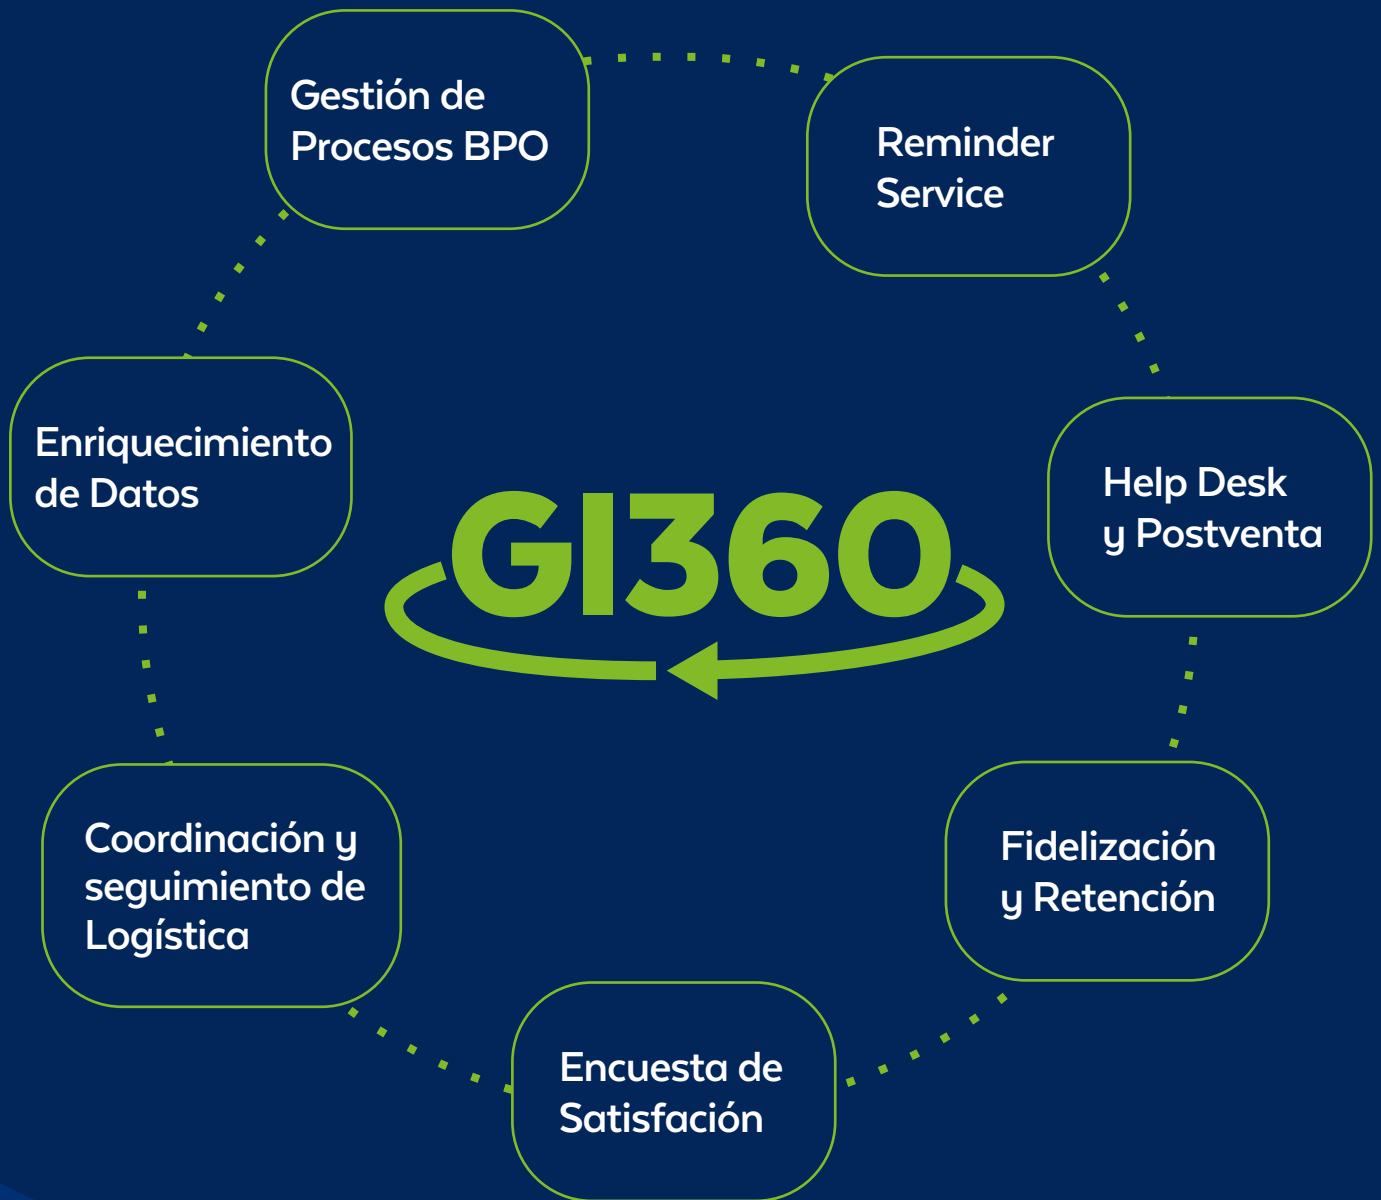 Gestión de
Procesos BPO
Reminder
Service
Enriquecimiento
de Datos
Help Desk
y Postventa
GI360
Coordinación y
seguimiento de
Logística
Fidelización
y Retención
Encuesta de
Satisfacción